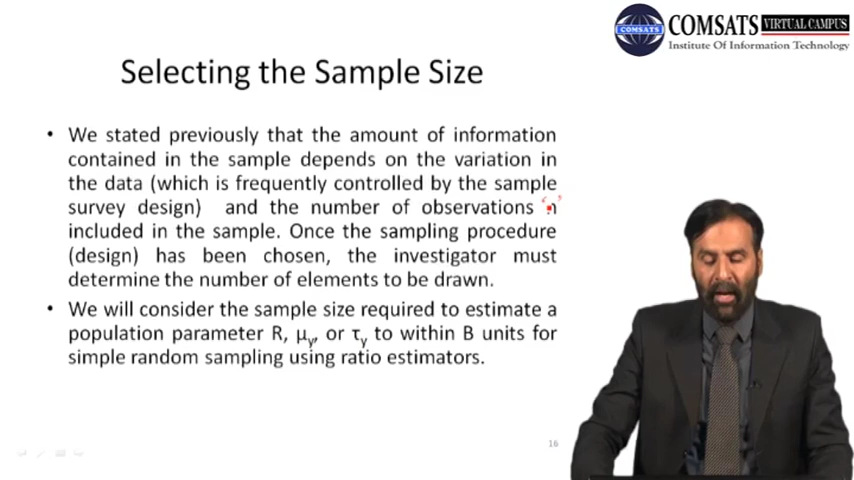 COMSATS
COMSATS VIRTUAL CAMPUS
Institute Of Information Technology
Selecting the Sample Size
• We stated previously that the amount of information
contained in the sample depends on the variation in
the data (which is frequently controlled by the sample
survey design) and the number of observations ‘n’
included in the sample. Once the sampling procedure
(design) has been chosen, the investigator must
determine the number of elements to be drawn.
• We will consider the sample size required to estimate a
population parameter R, μy, or τy to within B units for
simple random sampling using ratio estimators.
16